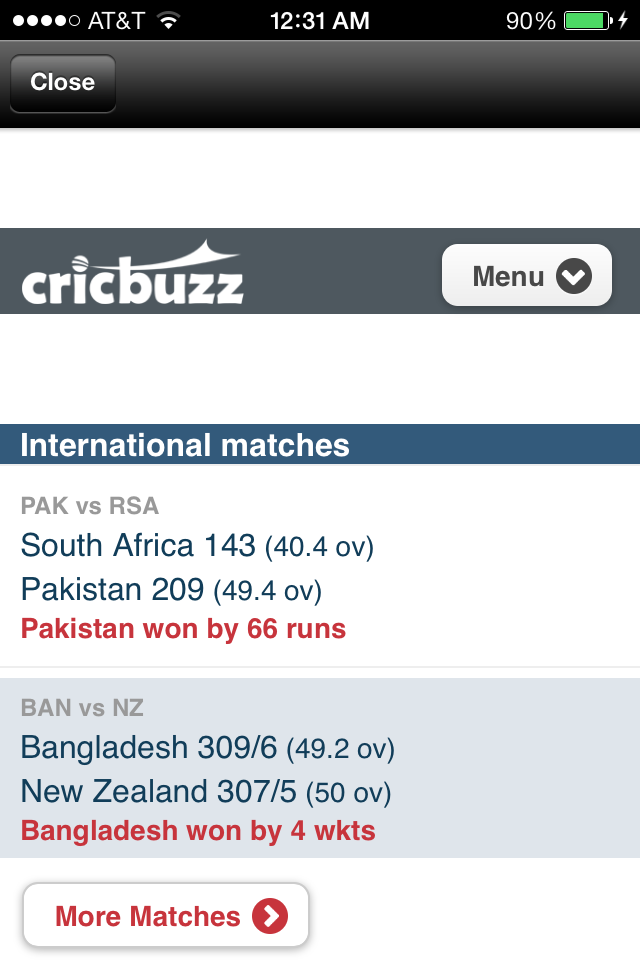 AT&T 12:31 AM 90%
Close
cricbuzz
Menu
International matches
PAK vs RSA
South Africa 143 (40.4 ov)
Pakistan 209 (49.4 ov)
Pakistan won by 66 runs
BAN vs NZ
Bangladesh 309/6 (49.2 ov)
New Zealand 307/5 (50 ov)
Bangladesh won by 4 wkts
More Matches